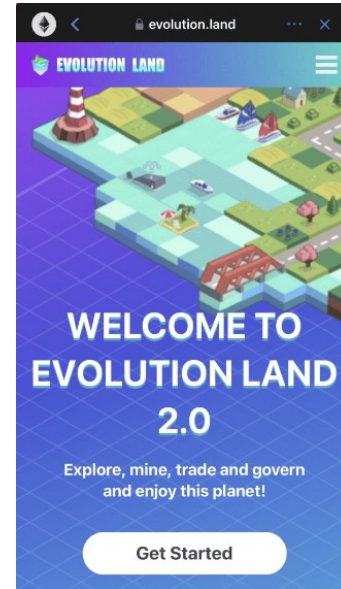 evolution.land
EVOLUTION LAND
WELCOME TO
EVOLUTION LAND
2.0
Explore, mine, trade and govern
and enjoy this planet!
Get Started